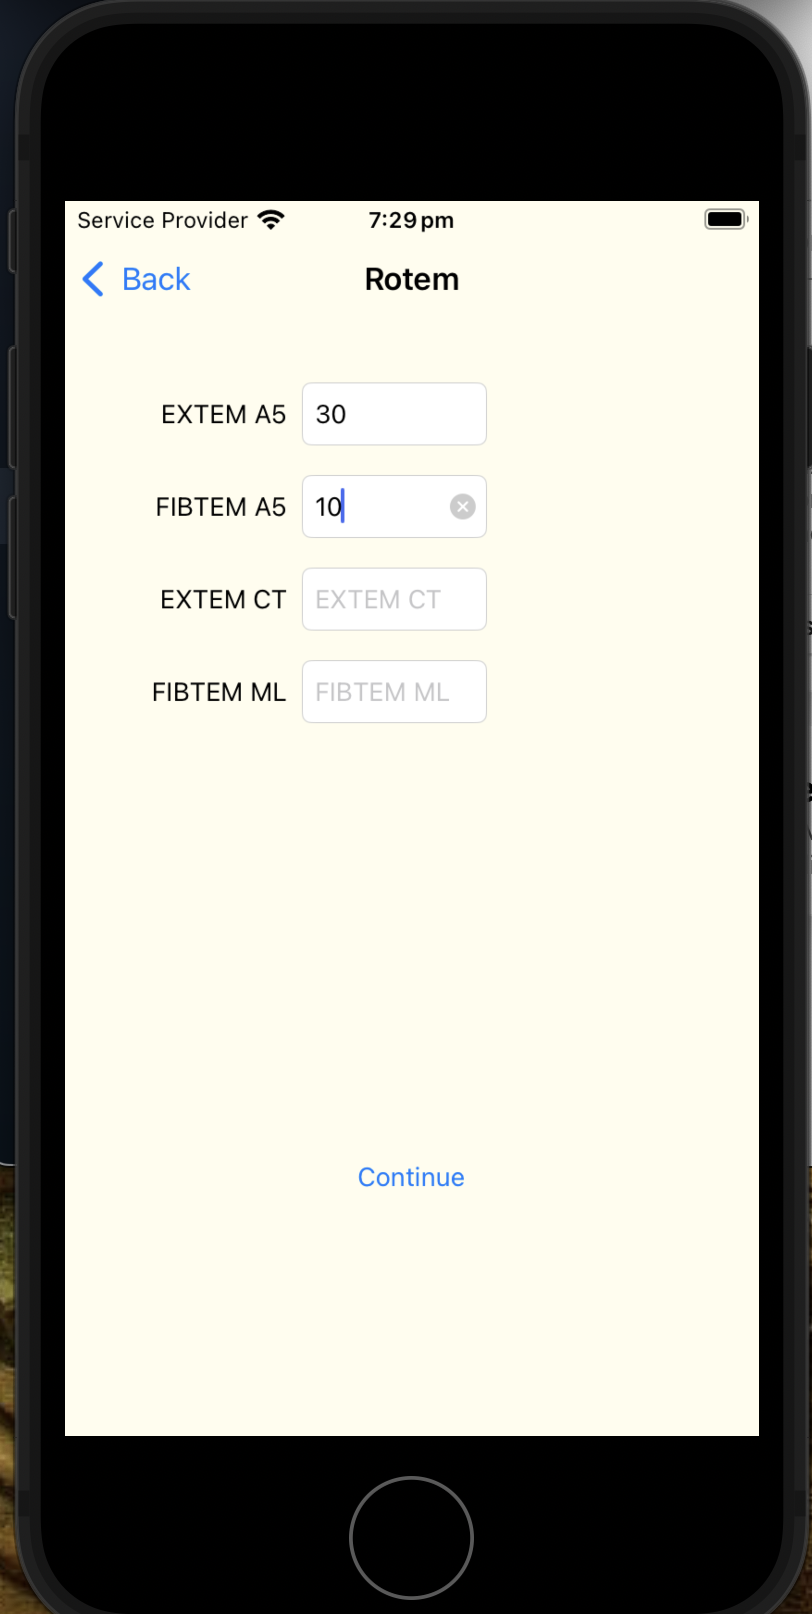 Service Provider 7:29 pm
Back Rotem
EXTEM A5 30
FIBTEM A5 10
EXTEM CT EXTEM CT
FIBTEM ML FIBTEM ML
Continue